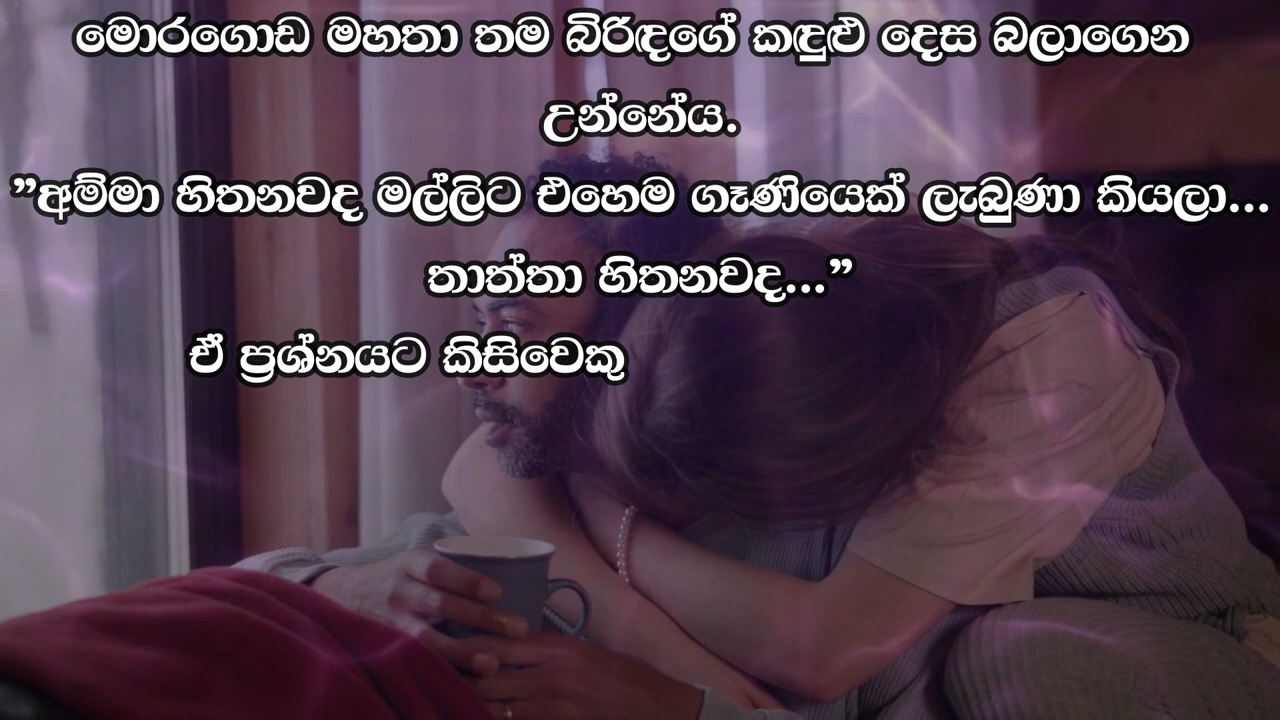 මොරගොඩ මහතා තම බිරිඳගේ කඳුළු දෙස බලාගෙන
උන්නේය.
”අම්මා හිතනවද මල්ලිට එහෙම ගෑණියෙක් ලැබුණා කියලා...
තාත්තා හිතනවද...”
ඒ ප්‍රශ්නයට කිසිවෙකු